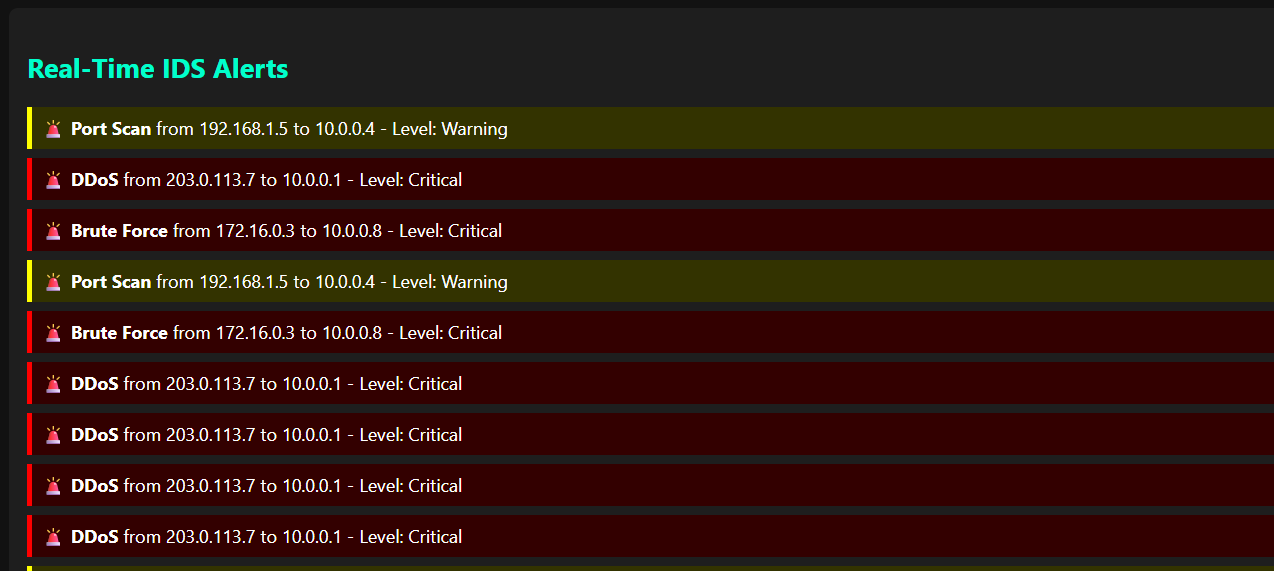 Real-Time IDS Alerts
🚨 Port Scan from 192.168.1.5 to 10.0.0.4 - Level: Warning
🚨 DDoS from 203.0.113.7 to 10.0.0.1 - Level: Critical
🚨 Brute Force from 172.16.0.3 to 10.0.0.8 - Level: Critical
🚨 Port Scan from 192.168.1.5 to 10.0.0.4 - Level: Warning
🚨 Brute Force from 172.16.0.3 to 10.0.0.8 - Level: Critical
🚨 DDoS from 203.0.113.7 to 10.0.0.1 - Level: Critical
🚨 DDoS from 203.0.113.7 to 10.0.0.1 - Level: Critical
🚨 DDoS from 203.0.113.7 to 10.0.0.1 - Level: Critical
🚨 DDoS from 203.0.113.7 to 10.0.0.1 - Level: Critical